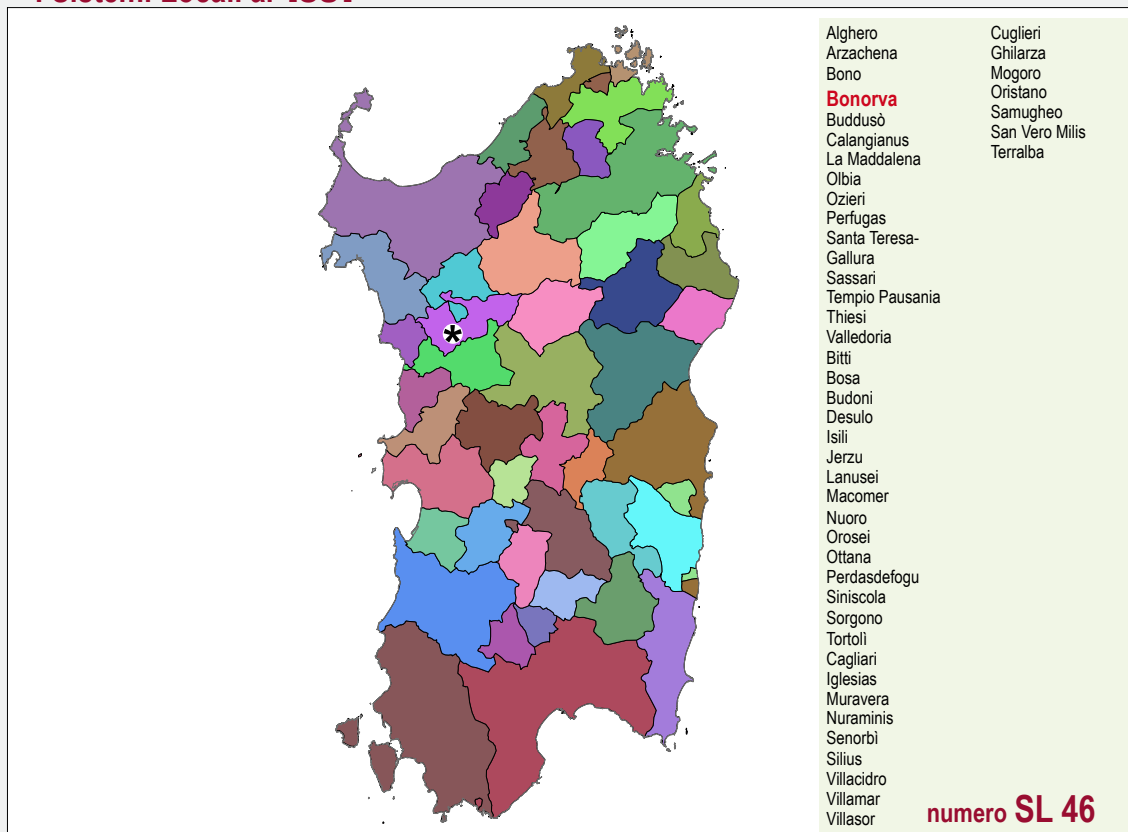 Alghero
Arzachena
Bono
Bonorva
Buddusò
Calangianus
La Maddalena
Olbia
Ozieri
Perfugas
Santa Teresa-
Gallura
Sassari
Tempio Pausania
Thiesi
Valledoria
Bitti
Bosa
Budoni
Desulo
Isili
Jerzu
Lanusei
Macomer
Nuoro
Orosei
Ottana
Perdasdefogu
Siniscola
Sorgono
Tortolì
Cagliari
Iglesias
Muravera
Nuraminis
Senorbì
Silius
Villacidro
Villamar
Villasor
Cuglieri
Ghilarza
Mogoro
Oristano
Samugheo
San Vero Milis
Terralba
*
numero SL 46